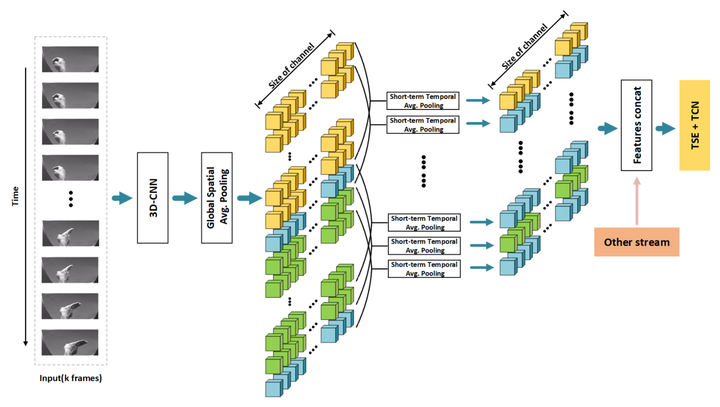 Time
Input(k frames)
3D-CNN
Global Spatial
Avg. Pooling
Size of channel
Short-term Temporal
Avg. Pooling
Short-term Temporal
Avg. Pooling
Short-term Temporal
Avg. Pooling
Short-term Temporal
Avg. Pooling
Short-term Temporal
Avg. Pooling
Size of channel
Features concat
Other stream
TSE + TCN